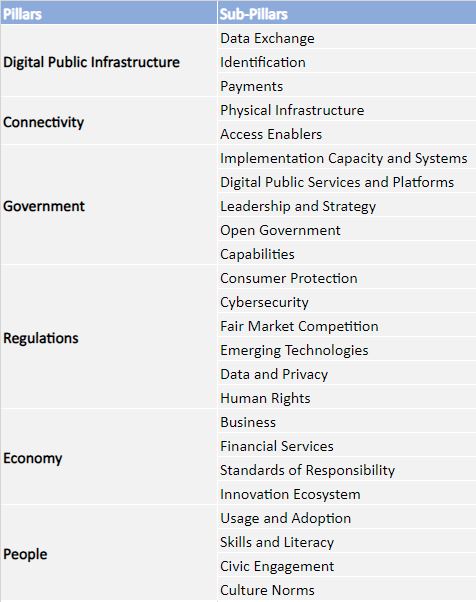 Pillars Sub-Pillars
Data Exchange
Digital Public Infrastructure Identification
Payments
Connectivity
Physical Infrastructure
Access Enablers
Government
Implementation Capacity and Systems
Digital Public Services and Platforms
Leadership and Strategy
Open Government
Capabilities
Regulations
Consumer Protection
Cybersecurity
Fair Market Competition
Emerging Technologies
Data and Privacy
Human Rights
Economy
Business
Financial Services
Standards of Responsibility
Innovation Ecosystem
People
Usage and Adoption
Skills and Literacy
Civic Engagement
Culture Norms